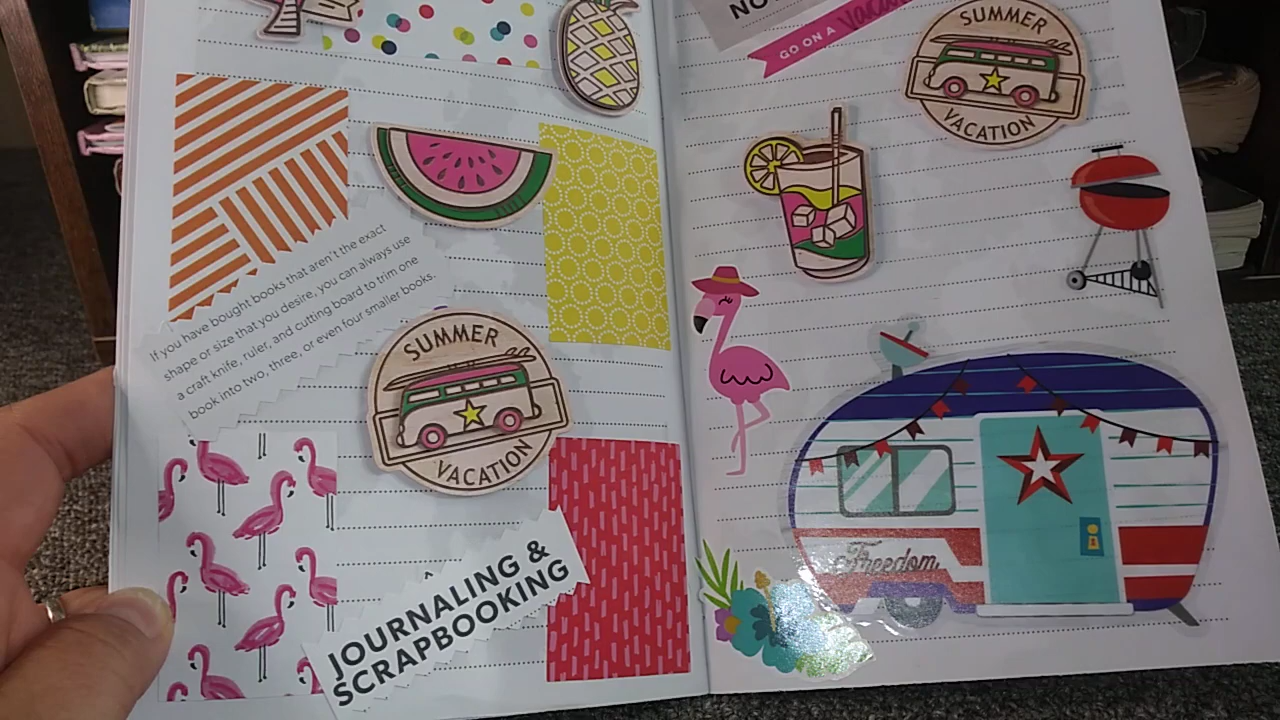 If you have bought books that aren't the exact
shape or size that you desire, you can always use
a craft knife, ruler, and cutting board to trim one
book into two, three, or even four smaller books.
SUMMER
VACATION
JOURNALING &
SCRAPBOOKING
NO
GO ON A vacation
SUMMER
VACATION
Freedom